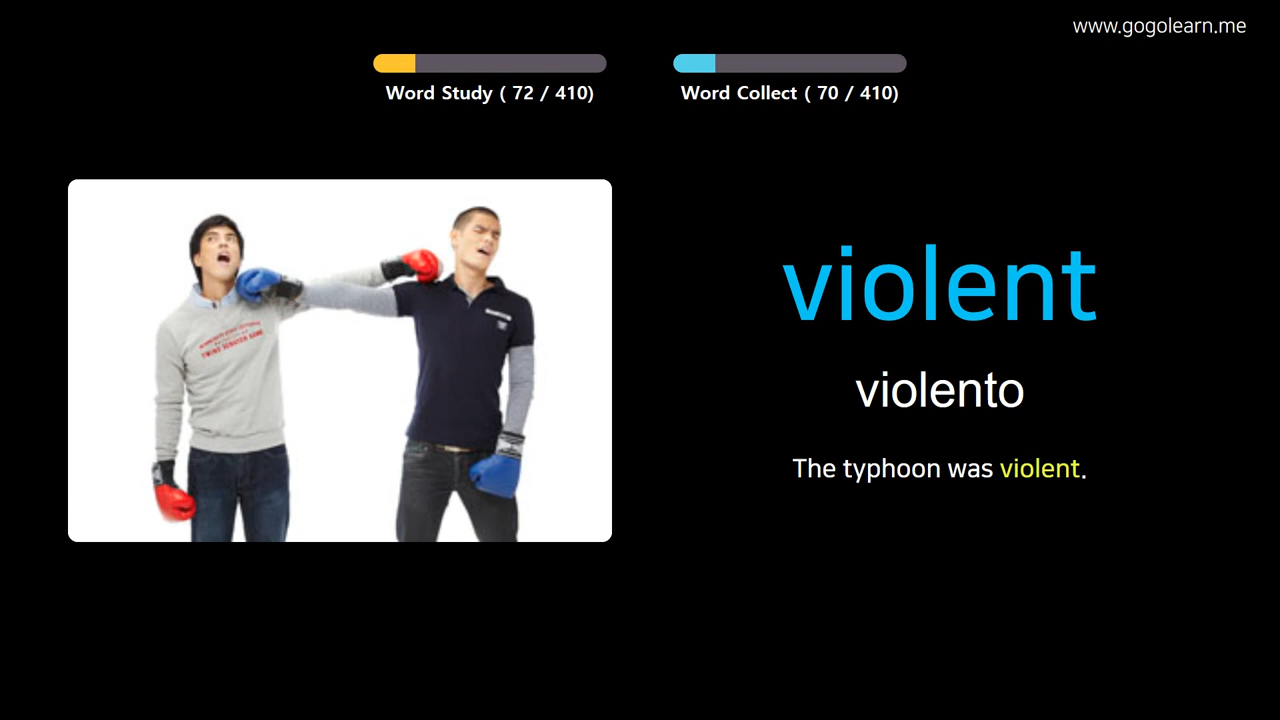 www.gogolearn.me
Word Study ( 72 / 410)
Word Collect ( 70 / 410)
violent
violento
The typhoon was violent.